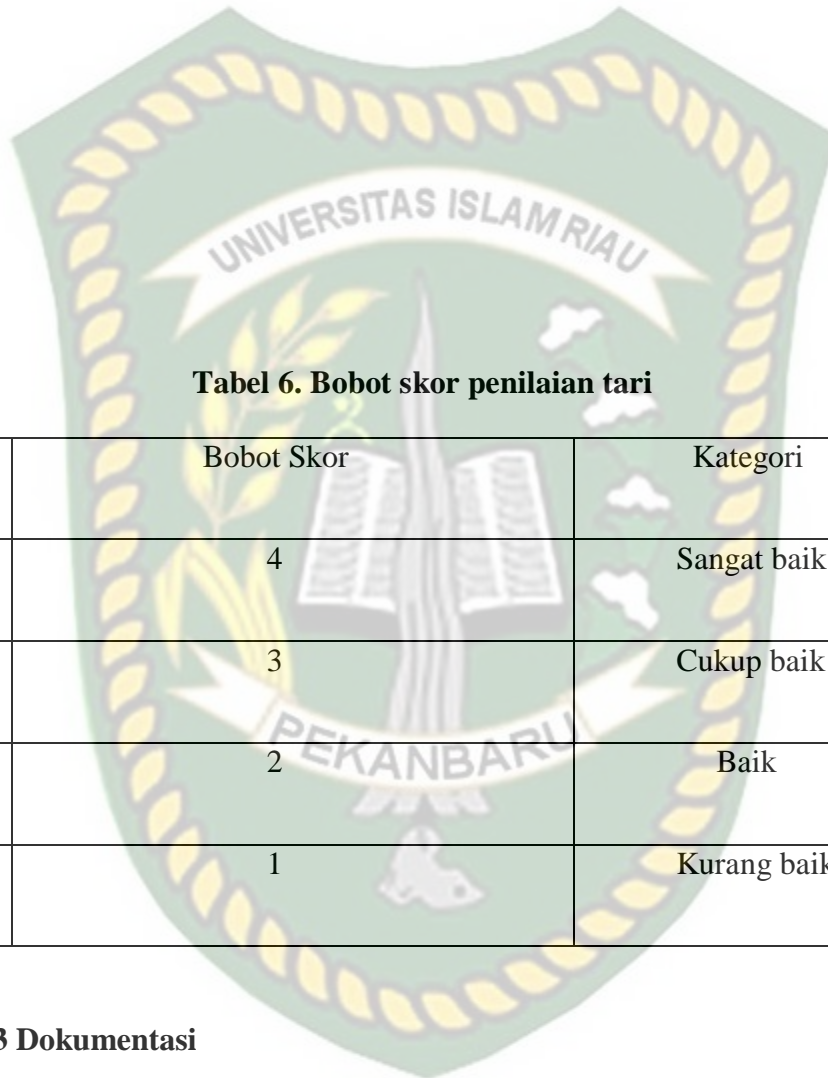 UNIVERSITAS ISLAM RIAU
Tabel 6. Bobot skor penilaian tari
Bobot Skor Kategori
4 Sangat baik
3 Cukup baik
2 Baik
1 Kurang baik
PEKANBARU
3 Dokumentasi